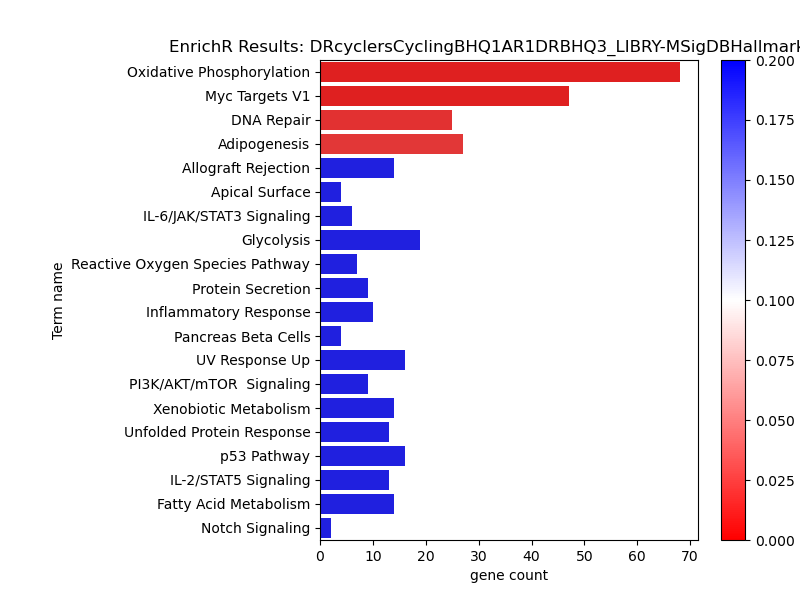 EnrichR Results: DRcyclersCyclingBHQ1AR1DRBHQ3_LIBRY-MSigDBHallmark
Oxidative Phosphorylation
Myc Targets V1
DNA Repair
Adipogenesis
Allograft Rejection
Apical Surface
IL-6/JAK/STAT3 Signaling
Glycolysis
Reactive Oxygen Species Pathway
Protein Secretion
Inflammatory Response
Pancreas Beta Cells
UV Response Up
PI3K/AKT/mTOR  Signaling
Xenobiotic Metabolism
Unfolded Protein Response
p53 Pathway
IL-2/STAT5 Signaling
Fatty Acid Metabolism
Notch Signaling
Term name
0 10 20 30 40 50 60 70
gene count
0.200
0.175
0.150
0.125
0.100
0.075
0.050
0.025
0.000